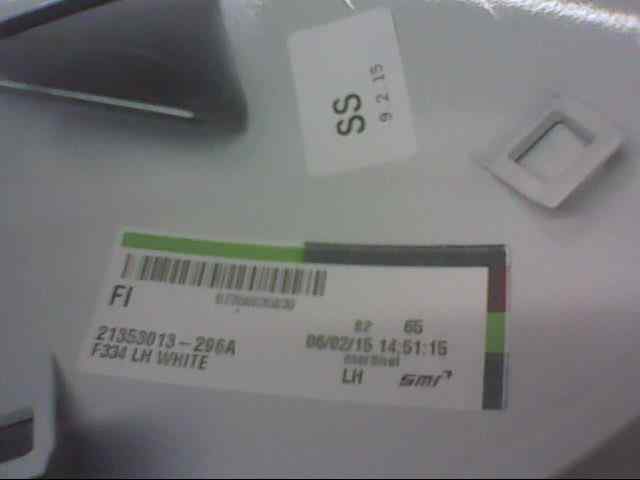 SS
9 2 15
FI
82 65
21353013-296A
06/02/15 14:51:15
F334 LH WHITE
LH
smr